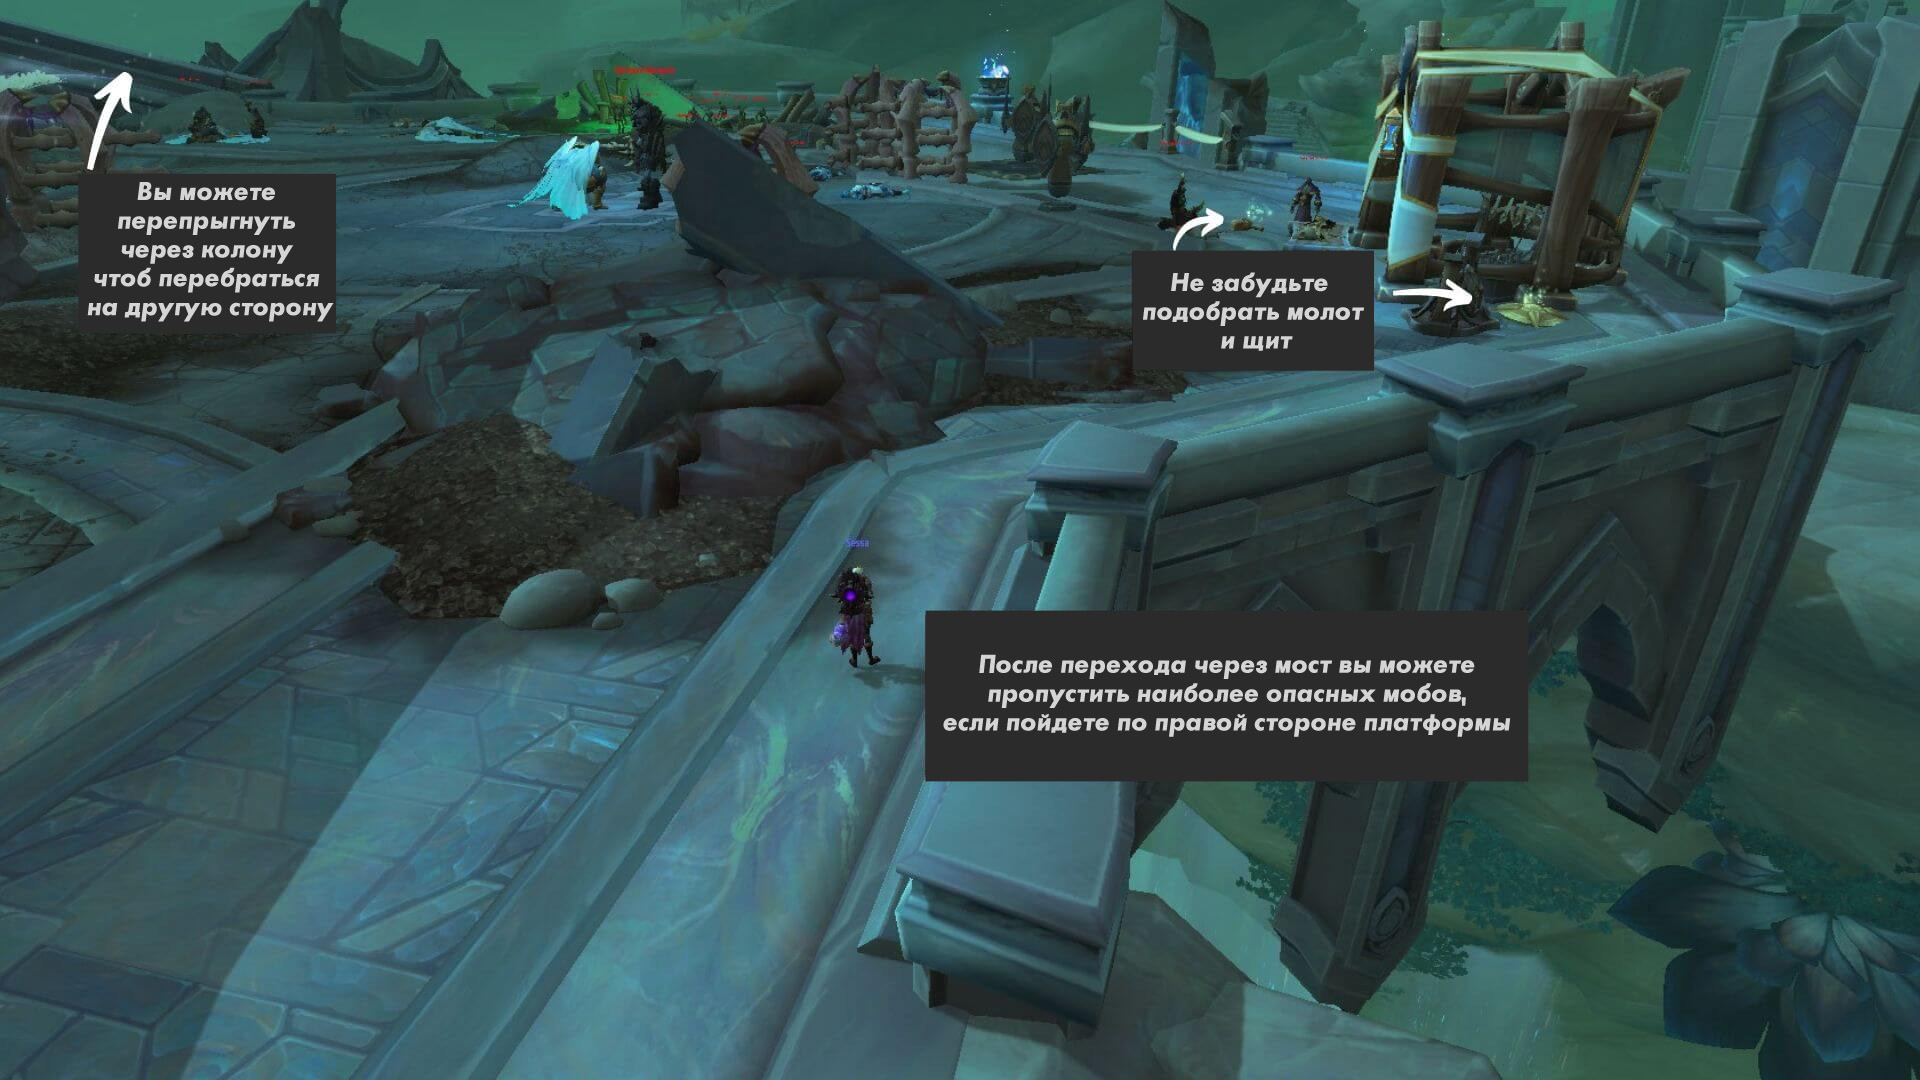 Вы можете
перепрыгнуть
через колону
чтоб перебраться
на другую сторону
Не забудьте
подобрать молот
и щит
Sessa
После перехода через мост вы можете
пропустить наиболее опасных мобов,
если пойдете по правой стороне платформы